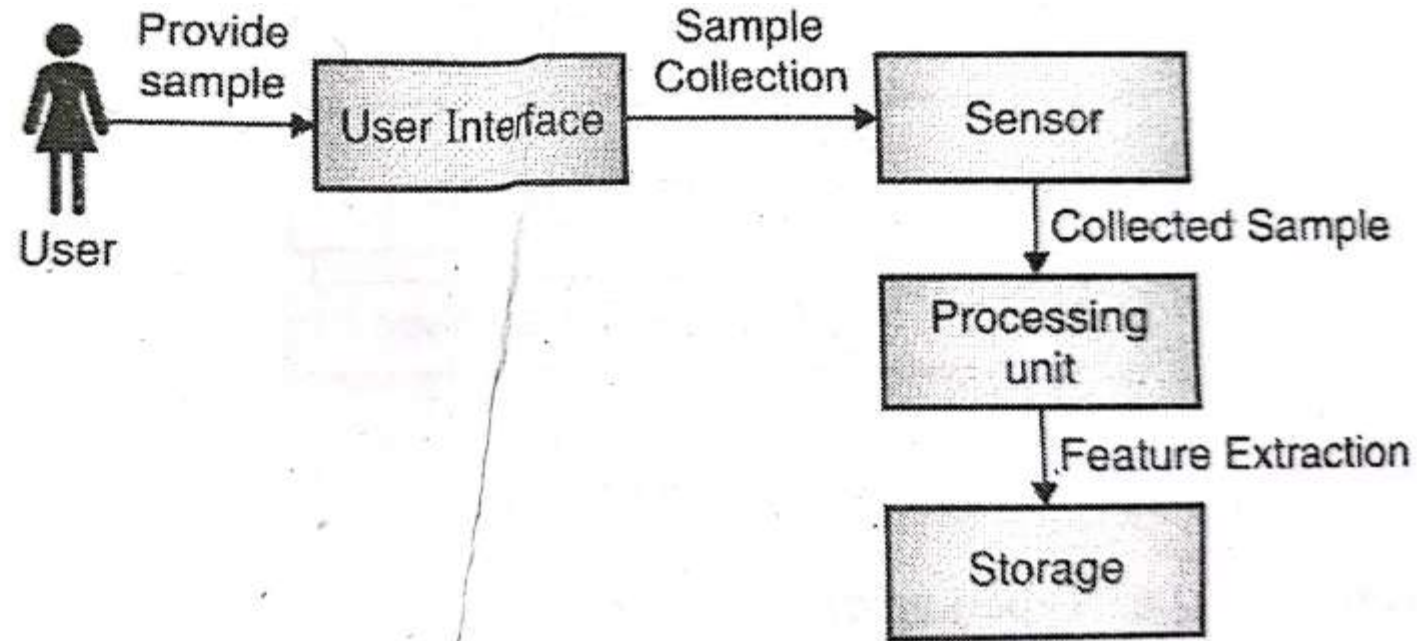 Provide
sample
User
User Interface
Sample
Collection
Sensor
Collected Sample
Processing
unit
Feature Extraction
Storage